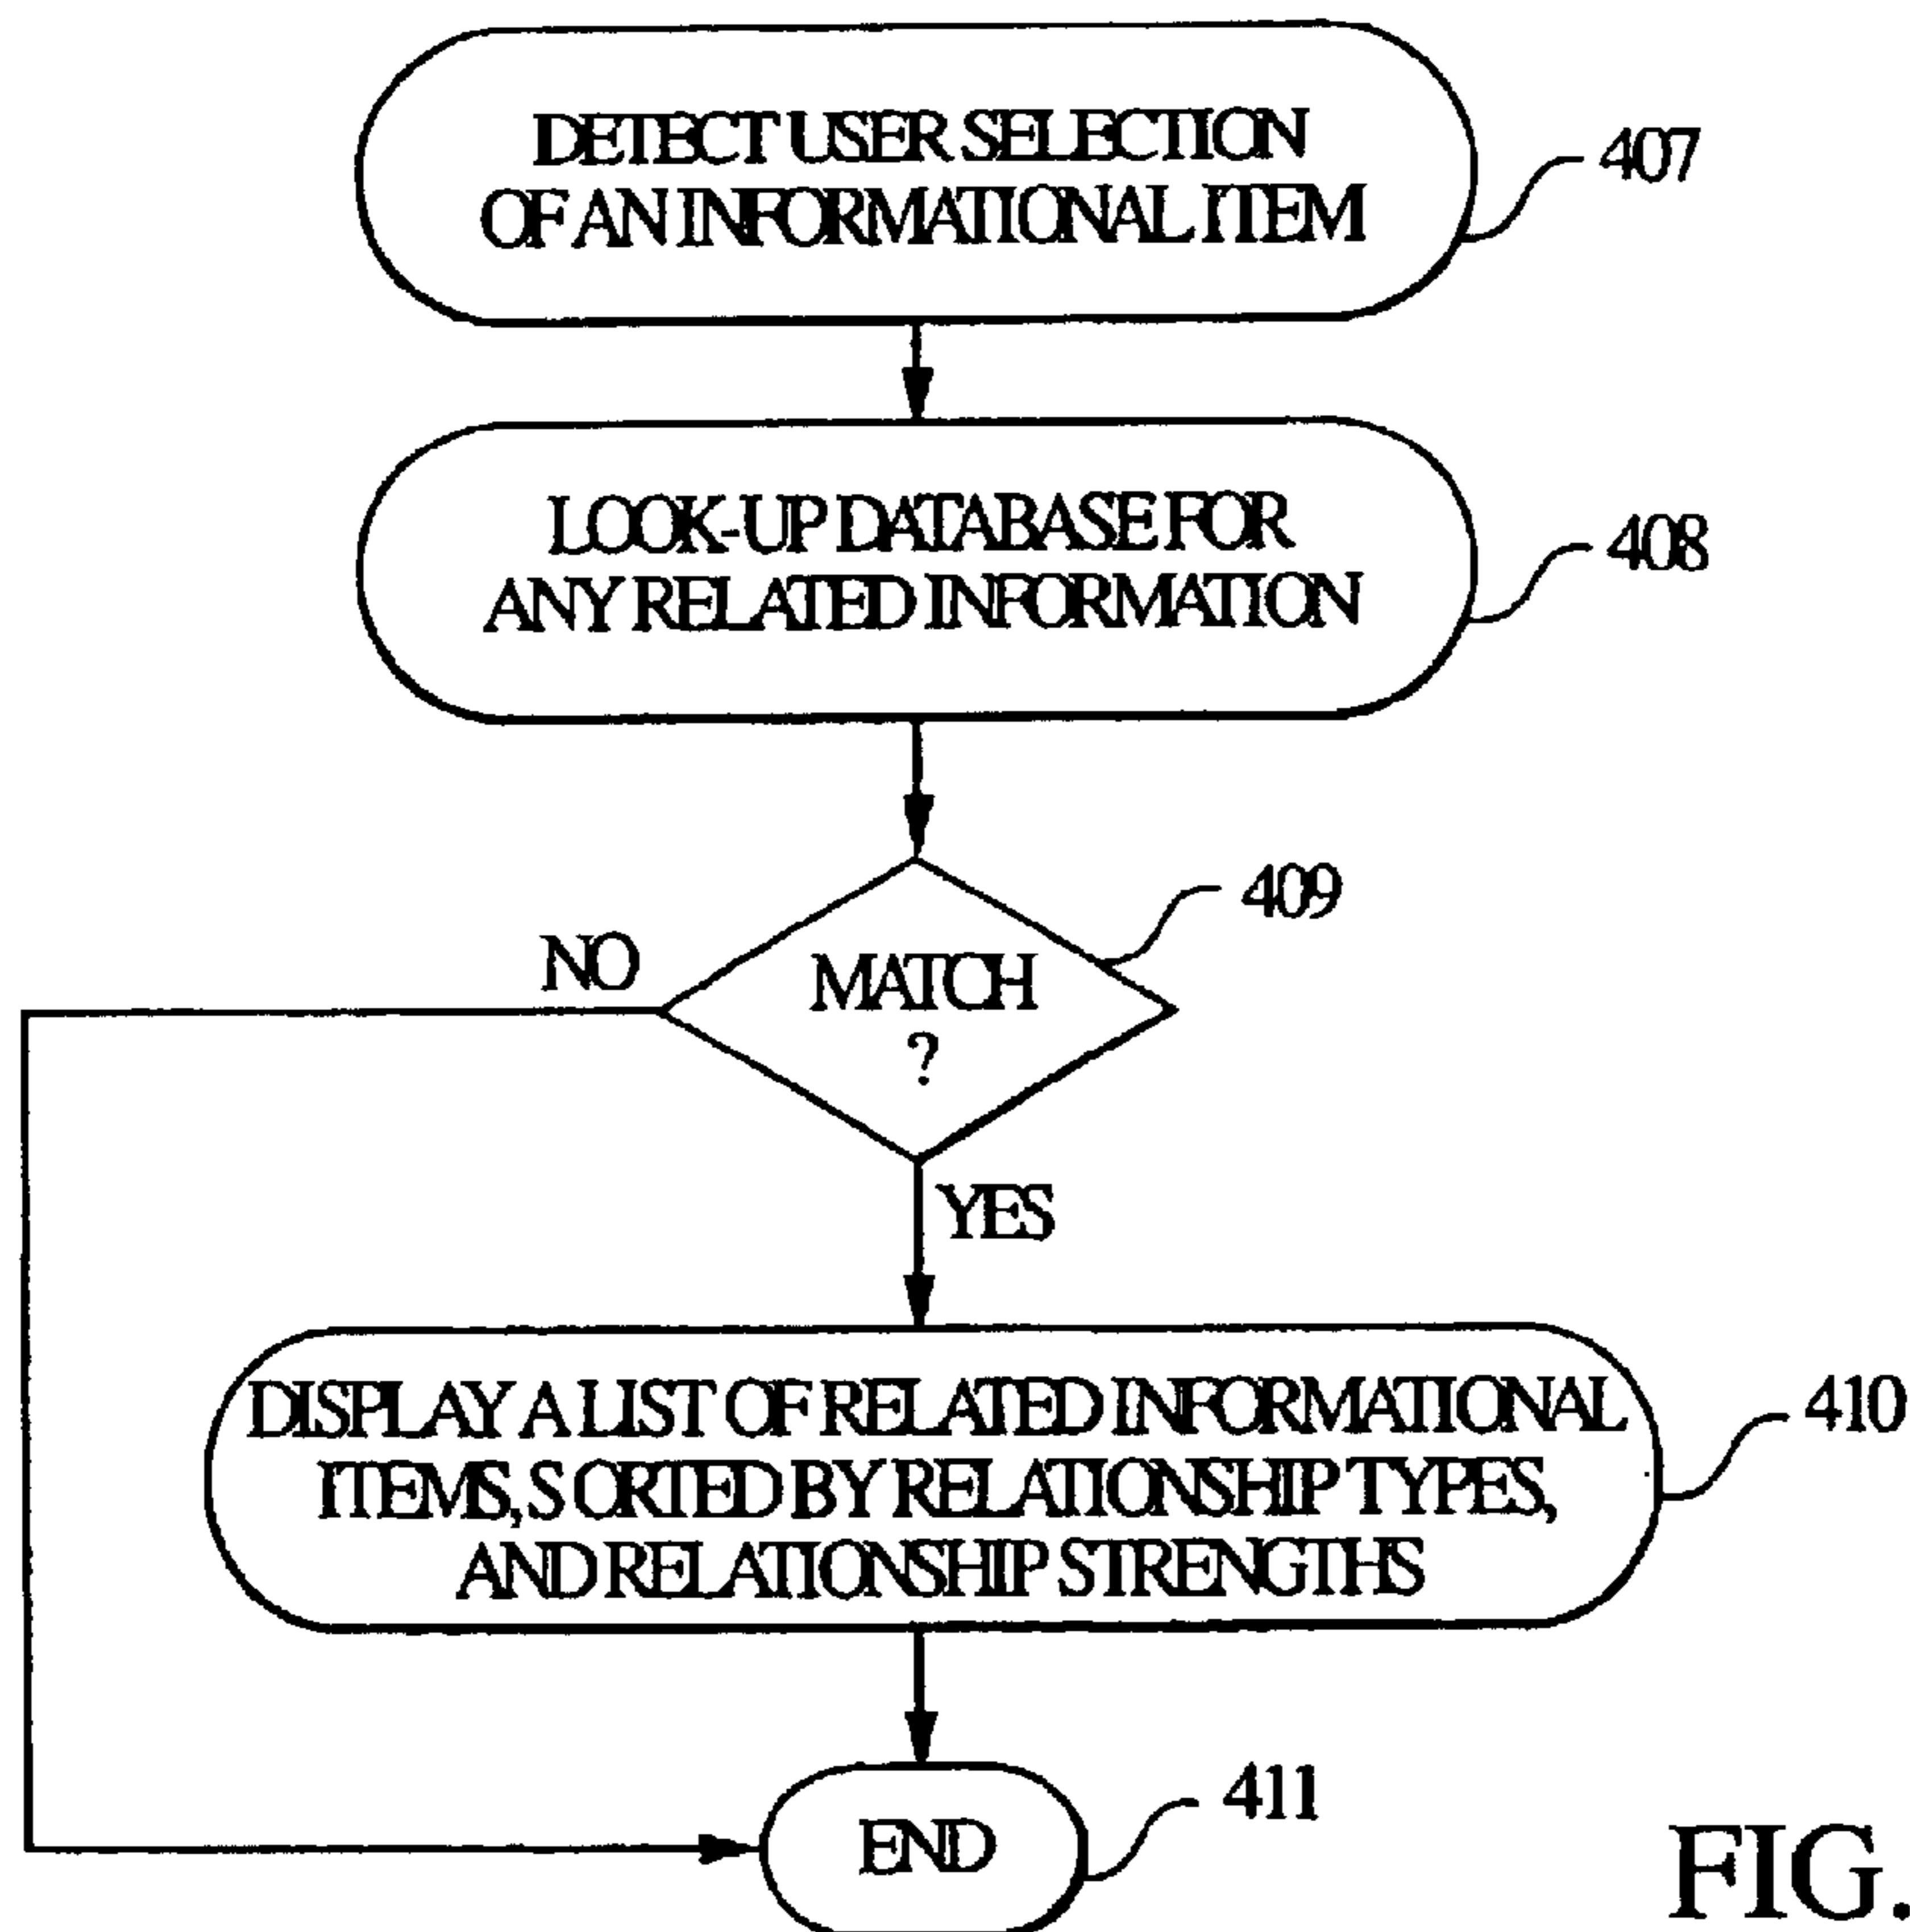 DETECT USER SELECTION
OF AN INFORMATIONAL ITEM
407
LOOK-UP DATABASE FOR
ANY RELATED INFORMATION
408
409
NO
MATCH
?
YES
DISPLAY A LIST OF RELATED INFORMATIONAL
ITEMS, SORTED BY RELATIONSHIP TYPES,
AND RELATIONSHIP STRENGTHS
410
411
END
FIG.